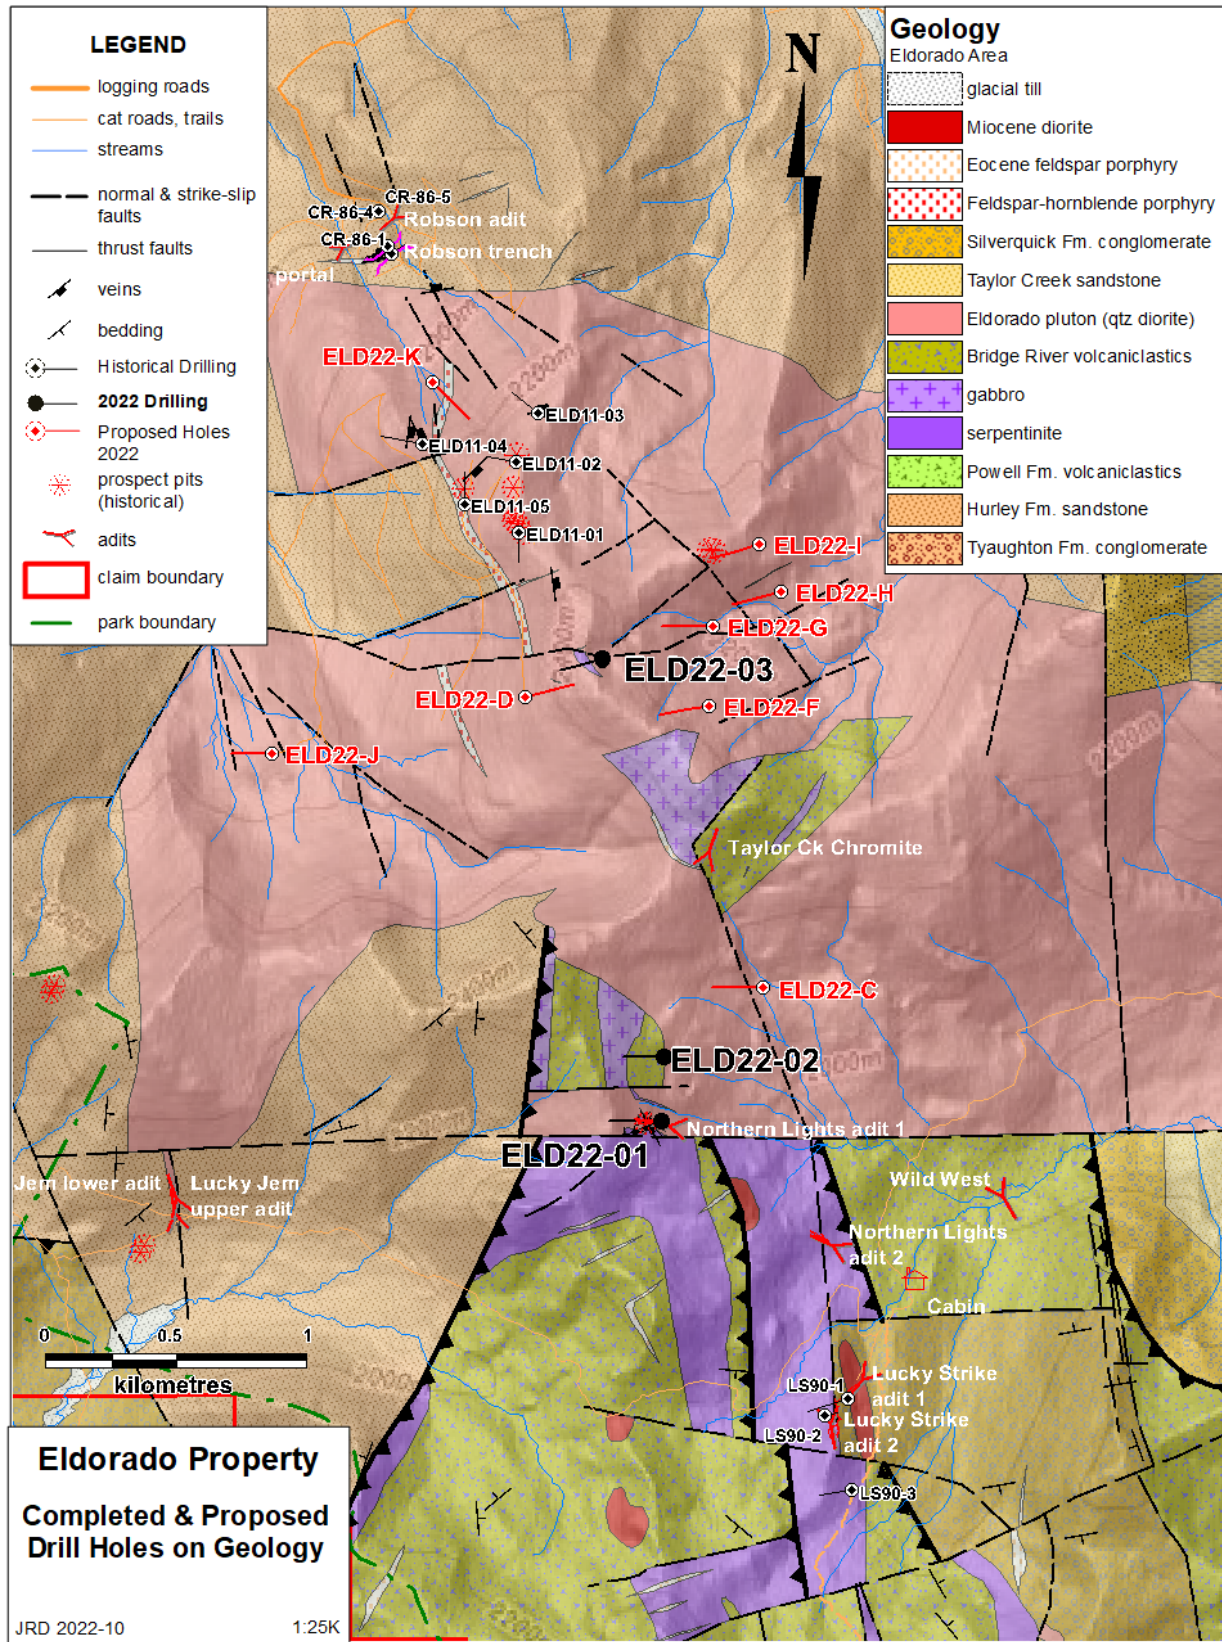 LEGEND
logging roads
cat roads, trails
streams
normal & strike-slip
faults
thrust faults
veins
bedding
Historical Drilling
2022 Drilling
Proposed Holes
2022
prospect pits
(historical)
adits
claim boundary
park boundary
Geology
Eldorado Area
glacial till
Miocene diorite
Eocene feldspar porphyry
Feldspar-hornblende porphyry
Silverquick Fm. conglomerate
Taylor Creek sandstone
Eldorado pluton (qtz diorite)
Bridge River volcaniclastics
gabbro
serpentinite
Powell Fm. volcaniclastics
Hurley Fm. sandstone
Tyaughton Fm. conglomerate
N
CR-86-5
CR-86-4
Robson adit
CR-86-1
Robson trench
portal
2200m
2200m
ELD22-K
ELD11-03
ELD11-04
ELD11-02
ELD11-05
ELD11-01
ELD22-I
ELD22-H
ELD22-G
ELD22-03
ELD22-D
ELD22-F
ELD22-J
2200m
Taylor Ck Chromite
ELD22-C
ELD22-02
Northern Lights adit 1
ELD22-01
Jem lower adit
Lucky Jem
upper adit
Wild West
Northern Lights
adit 2
Cabin
0 0.5 1
kilometres
Lucky Strike
adit 1
LS90-1
Lucky Strike
adit 2
LS90-2
LS90-3
Eldorado Property
Completed & Proposed
Drill Holes on Geology
JRD 2022-10 1:25K